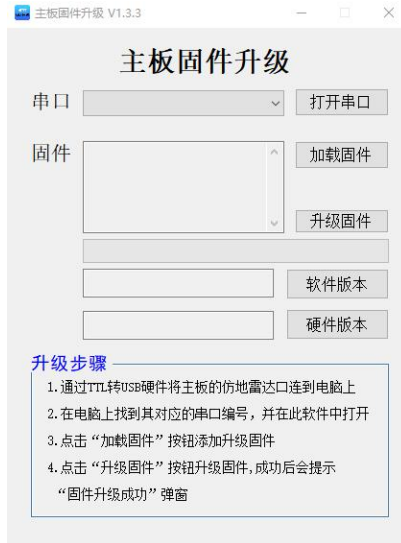 主板固件升级 V1.3.3
主板固件升级
串口
打开串口
固件
加载固件
升级固件
软件版本
硬件版本
升级步骤
1.通过TTL转USB硬件将主板的仿地雷达口连到电脑上
2.在电脑上找到其对应的串口编号，并在此软件中打开
3.点击“加载固件”按钮添加升级固件
4.点击“升级固件”按钮升级固件,成功后会提示
“固件升级成功”弹窗